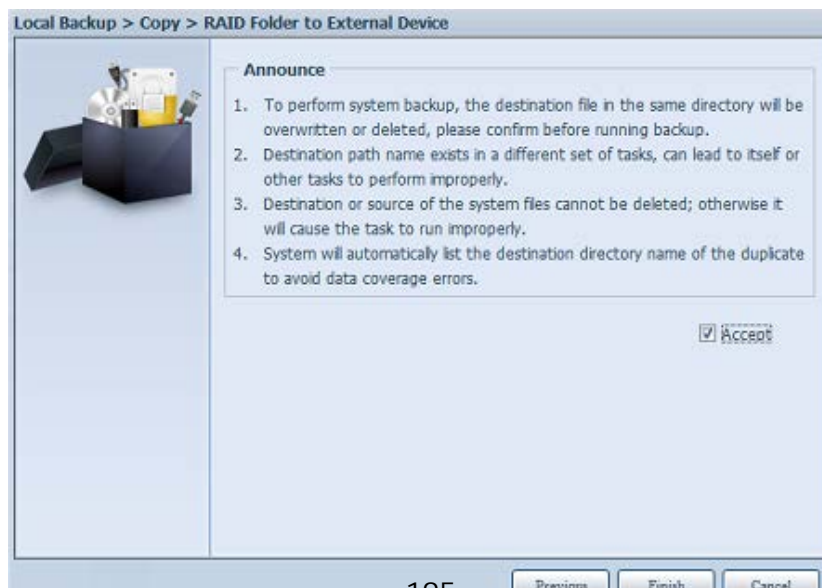 Local Backup > Copy > RAID Folder to External Device
Announce
1. To perform system backup, the destination file in the same directory will be
overwritten or deleted, please confirm before running backup.
2. Destination path name exists in a different set of tasks, can lead to itself or
other tasks to perform improperly.
3. Destination or source of the system files cannot be deleted; otherwise it
will cause the task to run improperly.
4. System will automatically list the destination directory name of the duplicate
to avoid data coverage errors.
Accept
Previous Finish Cancel